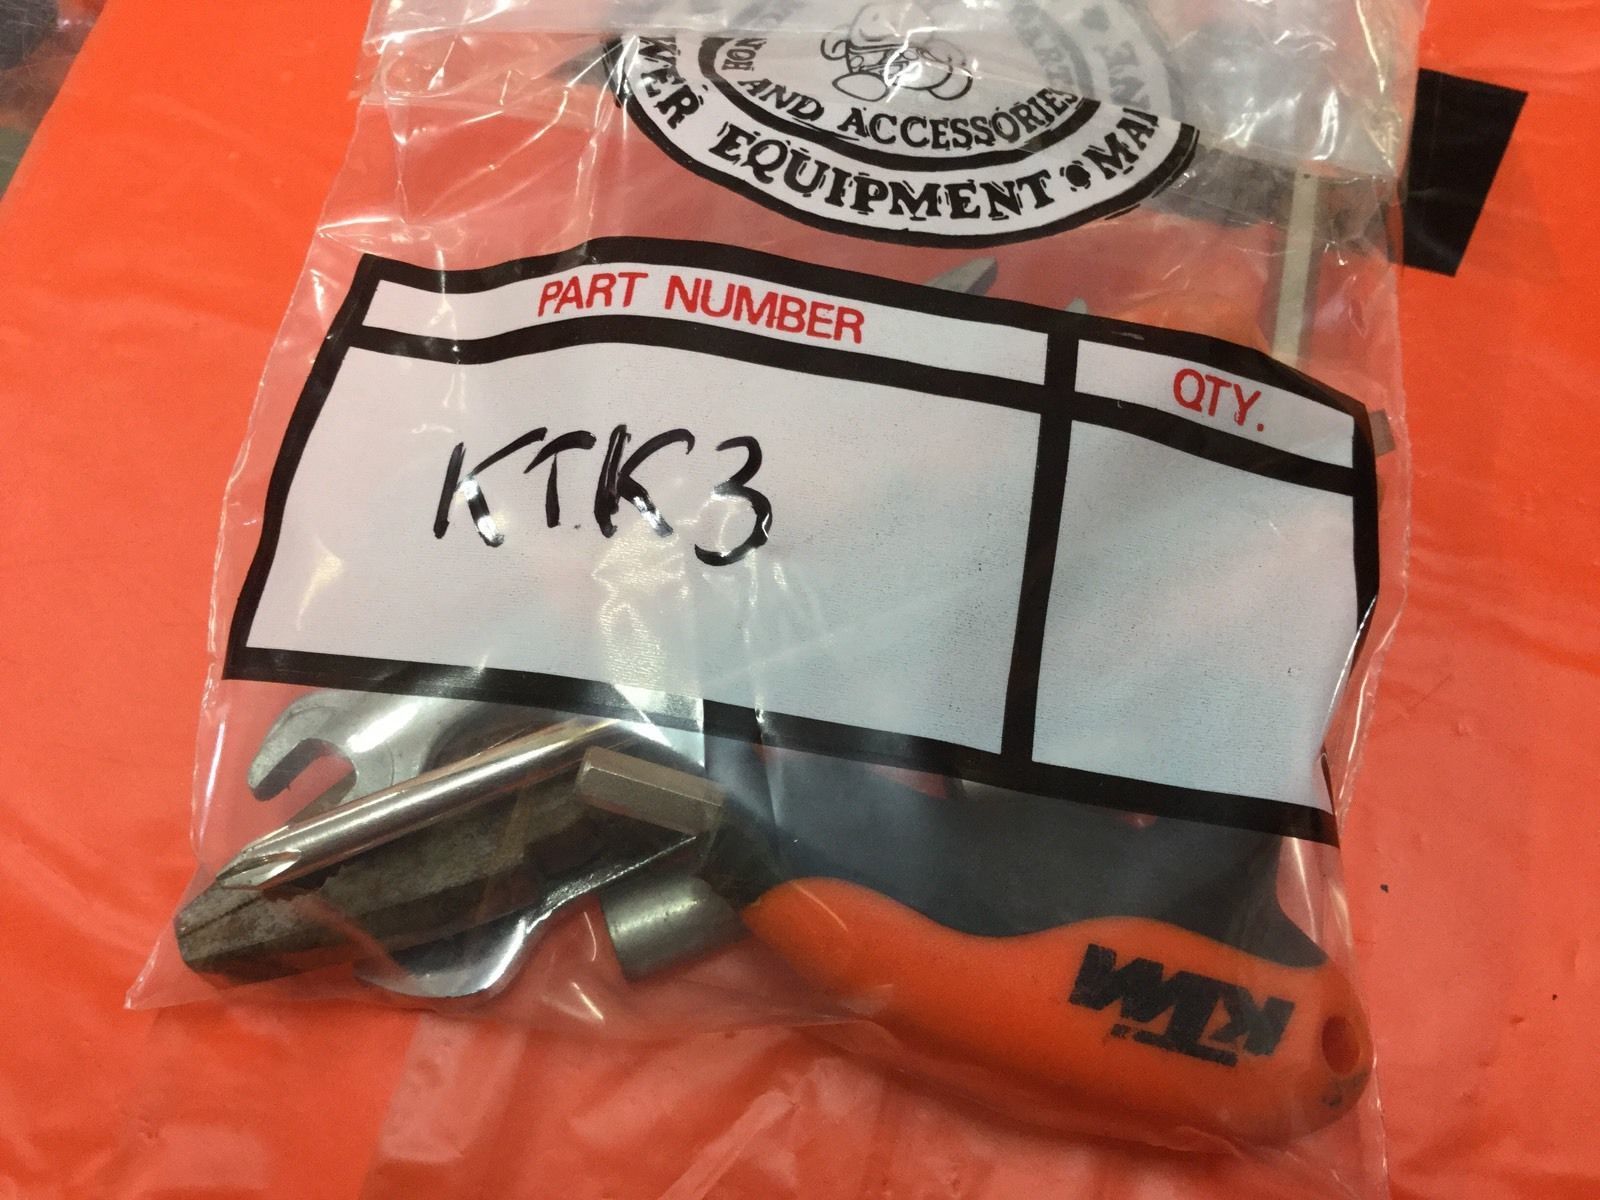 AND ACCESSORIES
EQUIPMENT •
PART NUMBER
QTY.
KTK3
KTM